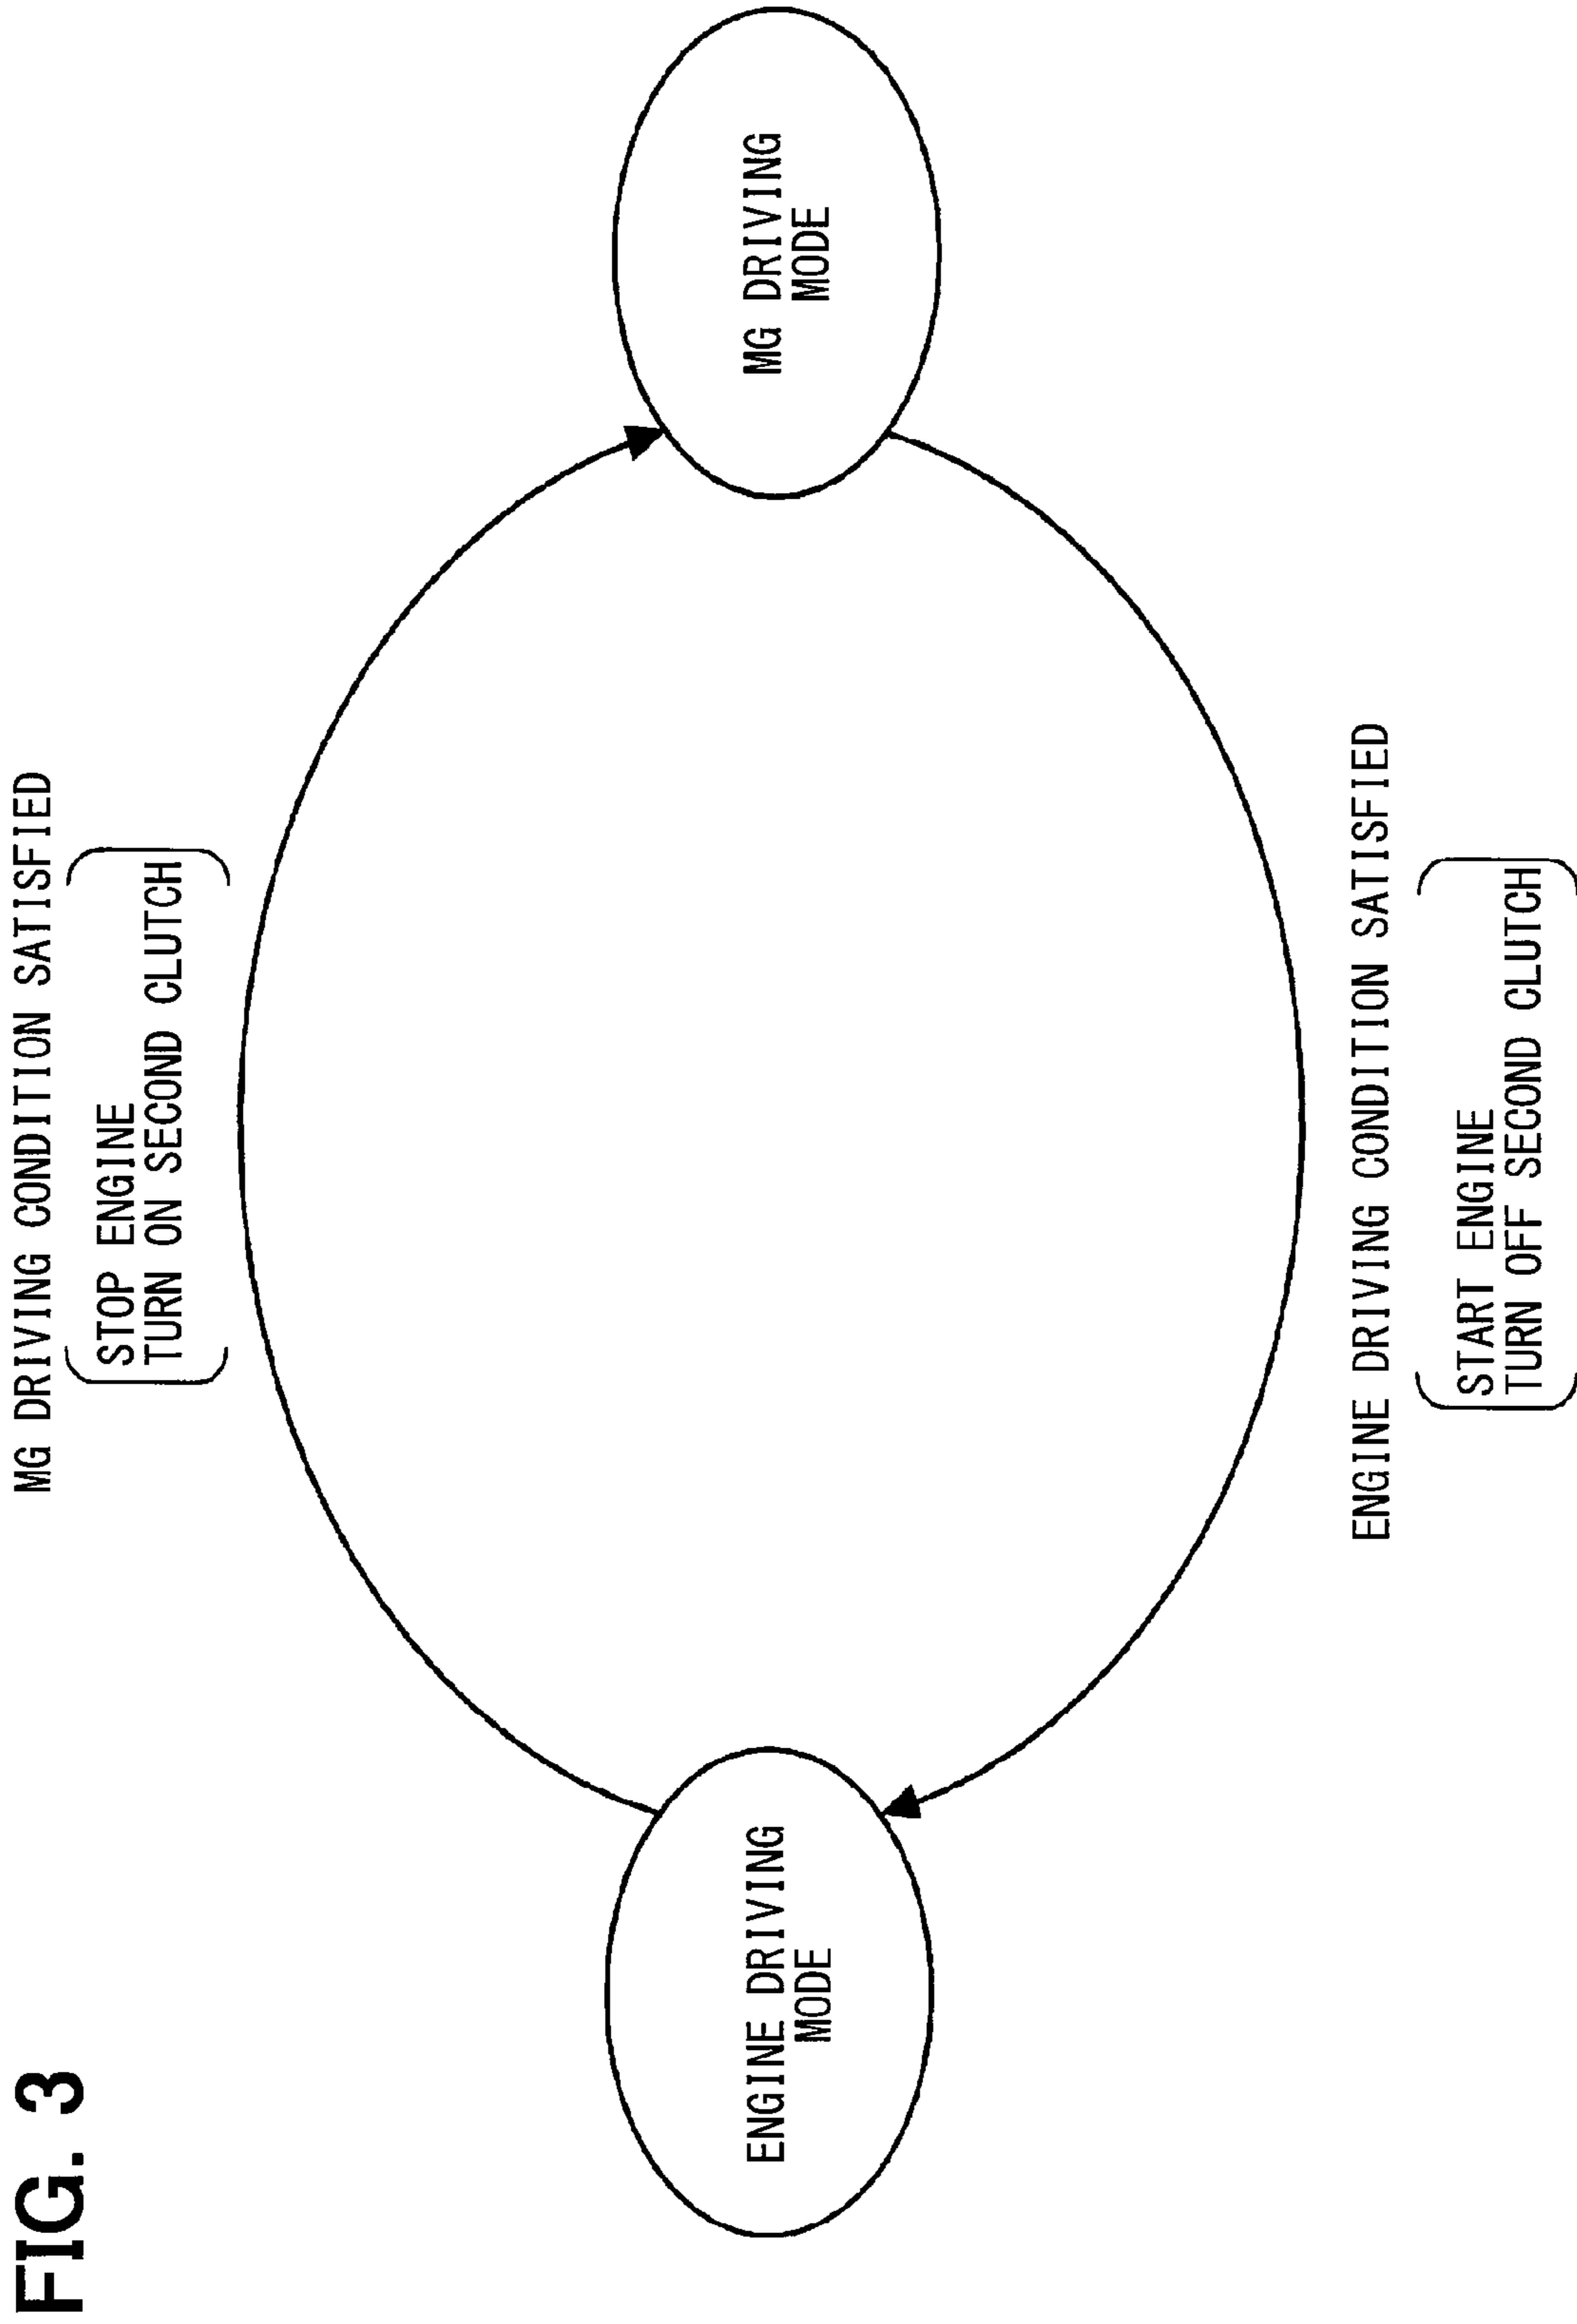 FIG. 3
MG DRIVING CONDITION SATISFIED
STOP ENGINE
TURN ON SECOND CLUTCH
ENGINE DRIVING
MODE
MG DRIVING
MODE
ENGINE DRIVING CONDITION SATISFIED
START ENGINE
TURN OFF SECOND CLUTCH